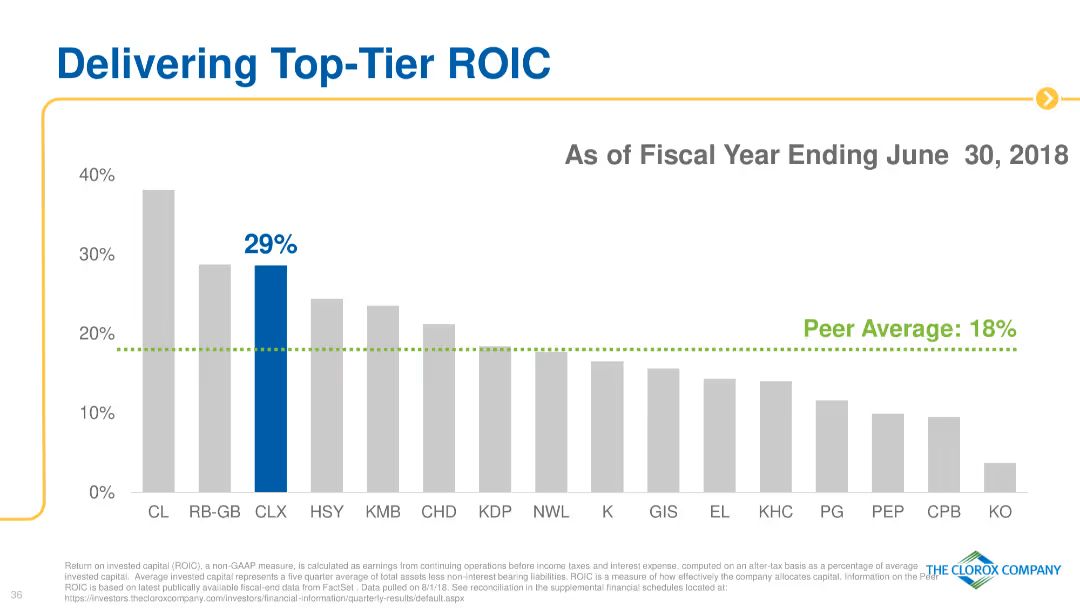 Delivering Top-Tier ROIC
As of Fiscal Year Ending June 30, 2018
40%
30%
20%
10%
0%
29%
Peer Average: 18%
CL RB-GB CLX HSY KMB CHD KDP NWL K GIS EL KHC PG PEP CPB KO
Return on invested capital (ROIC), a non-GAAP measure, is calculated as earnings from continuing operations before income taxes and interest expense, computed on an after-tax basis as a percentage of average
invested capital. Average invested capital represents a five quarter average of total assets less non-interest bearing liabilities. ROIC is a measure of how effectively the company allocates capital. Information on the Peer
ROIC is based on latest publically available fiscal-end data from FactSet . Data pulled on 8/1/18. See reconciliation in the supplemental financial schedules located at:
https://investors.thecloroxcompany.com/investors/financial-information/quarterly-results/default.aspx
THE CLOROX COMPANY
36